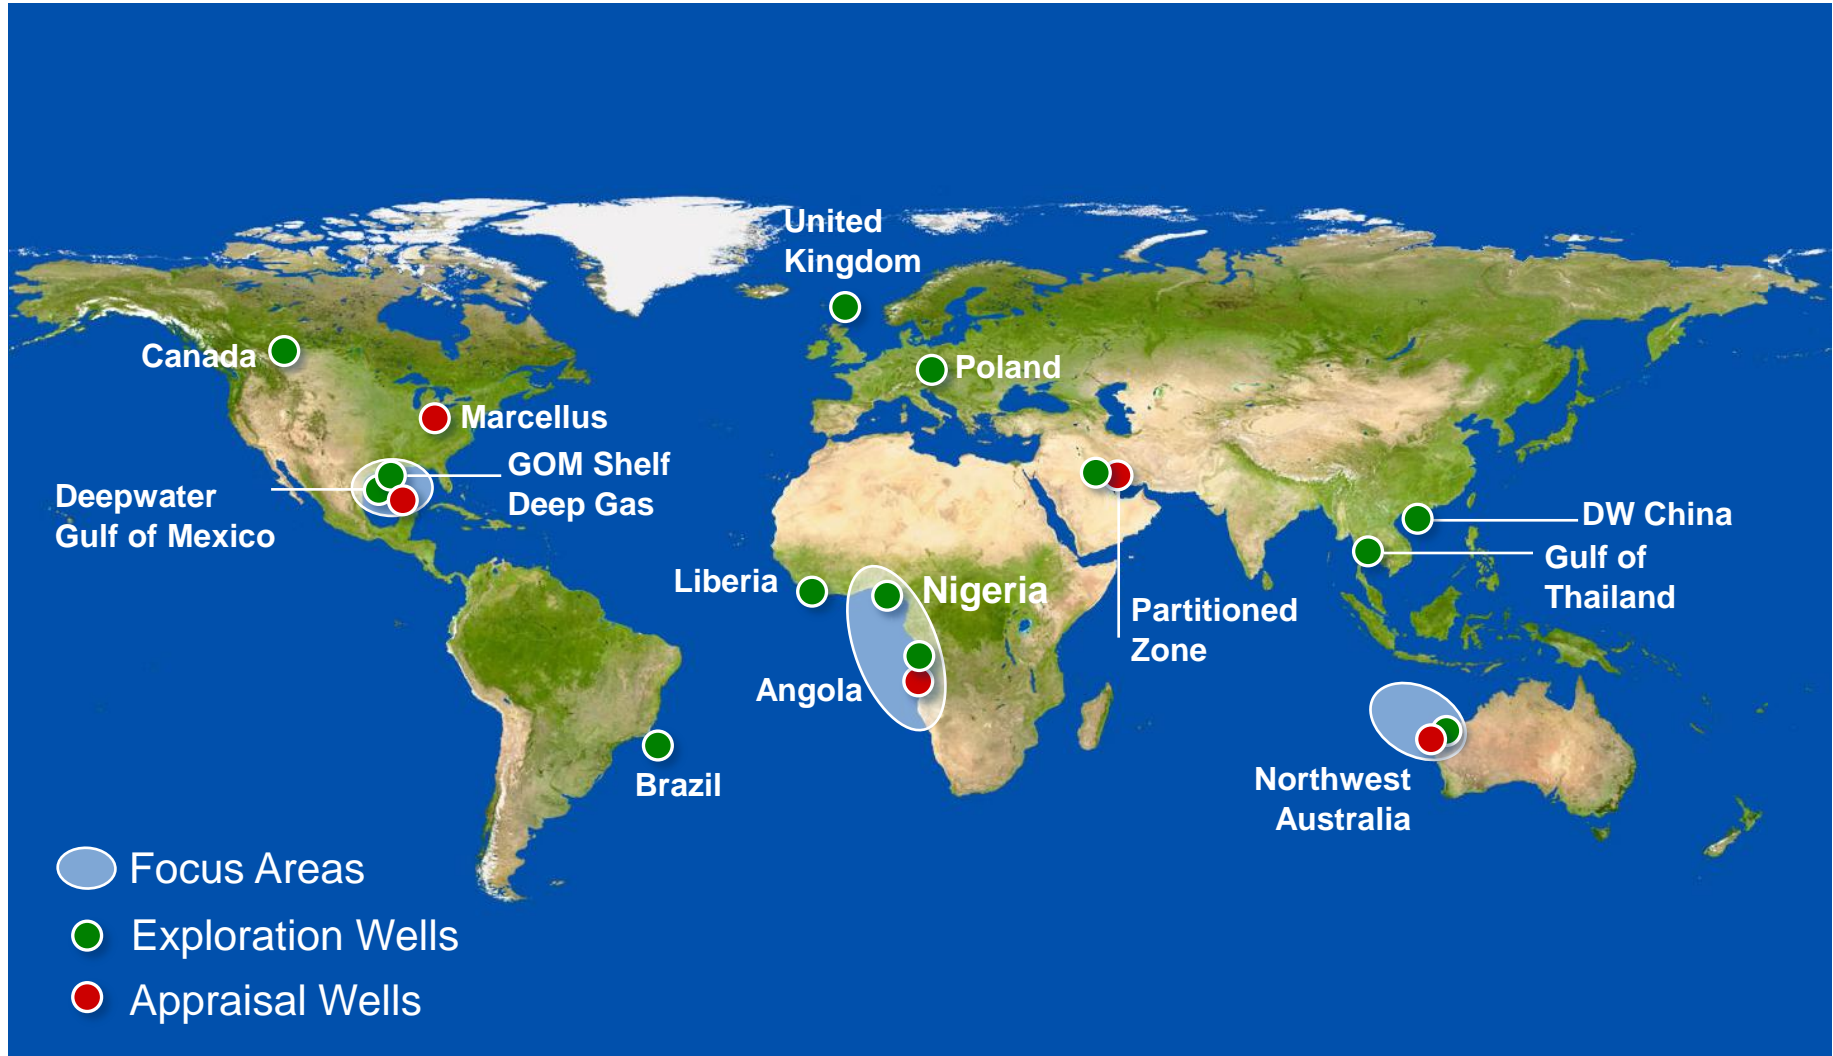 United
Kingdom
Canada
Poland
Marcellus
GOM Shelf
Deep Gas
Deepwater
Gulf of Mexico
DW China
Gulf of
Thailand
Liberia
Nigeria
Partitioned
Zone
Angola
Brazil
Northwest
Australia
Focus Areas
Exploration Wells
Appraisal Wells